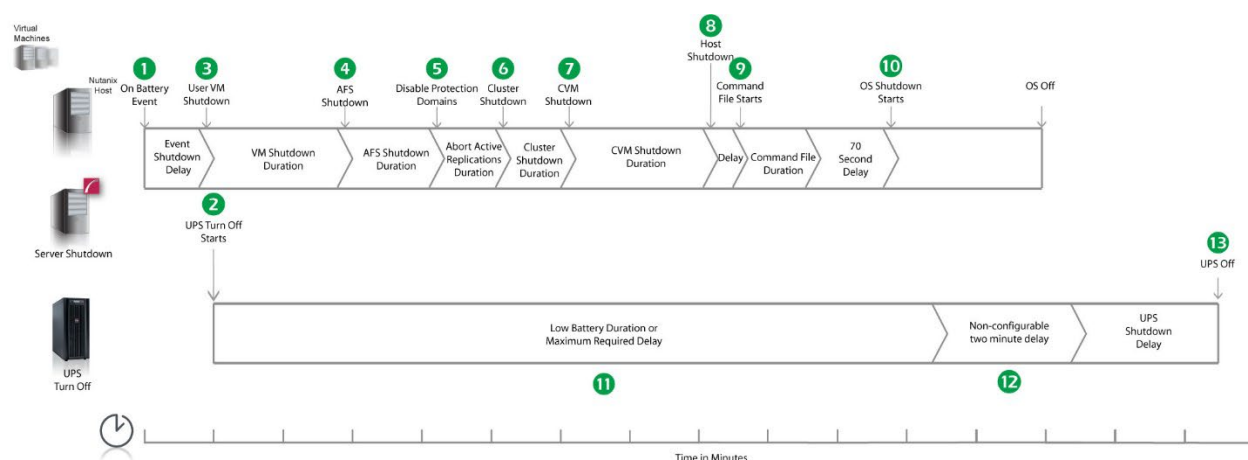 Virtual
Machines
Nutanix
Host
1
On Battery
Event
3
User VM
Shutdown
4
AFS
Shutdown
5
Disable Protection
Domains
6
Cluster
Shutdown
7
CVM
Shutdown
8
Host
Shutdown
9
Command
File Starts
10
OS Shutdown
Starts
OS Off
Event
Shutdown
Delay
VM Shutdown
Duration
AFS Shutdown
Duration
Abort Active
Replications
Duration
Cluster
Shutdown
Duration
CVM Shutdown
Duration
Delay
Command File
Duration
70
Second
Delay
Server Shutdown
2
UPS Turn Off
Starts
13
UPS Off
UPS
Turn Off
Low Battery Duration or
Maximum Required Delay
Non-configurable
two minute delay
UPS
Shutdown
Delay
11
12
Time in Minutes